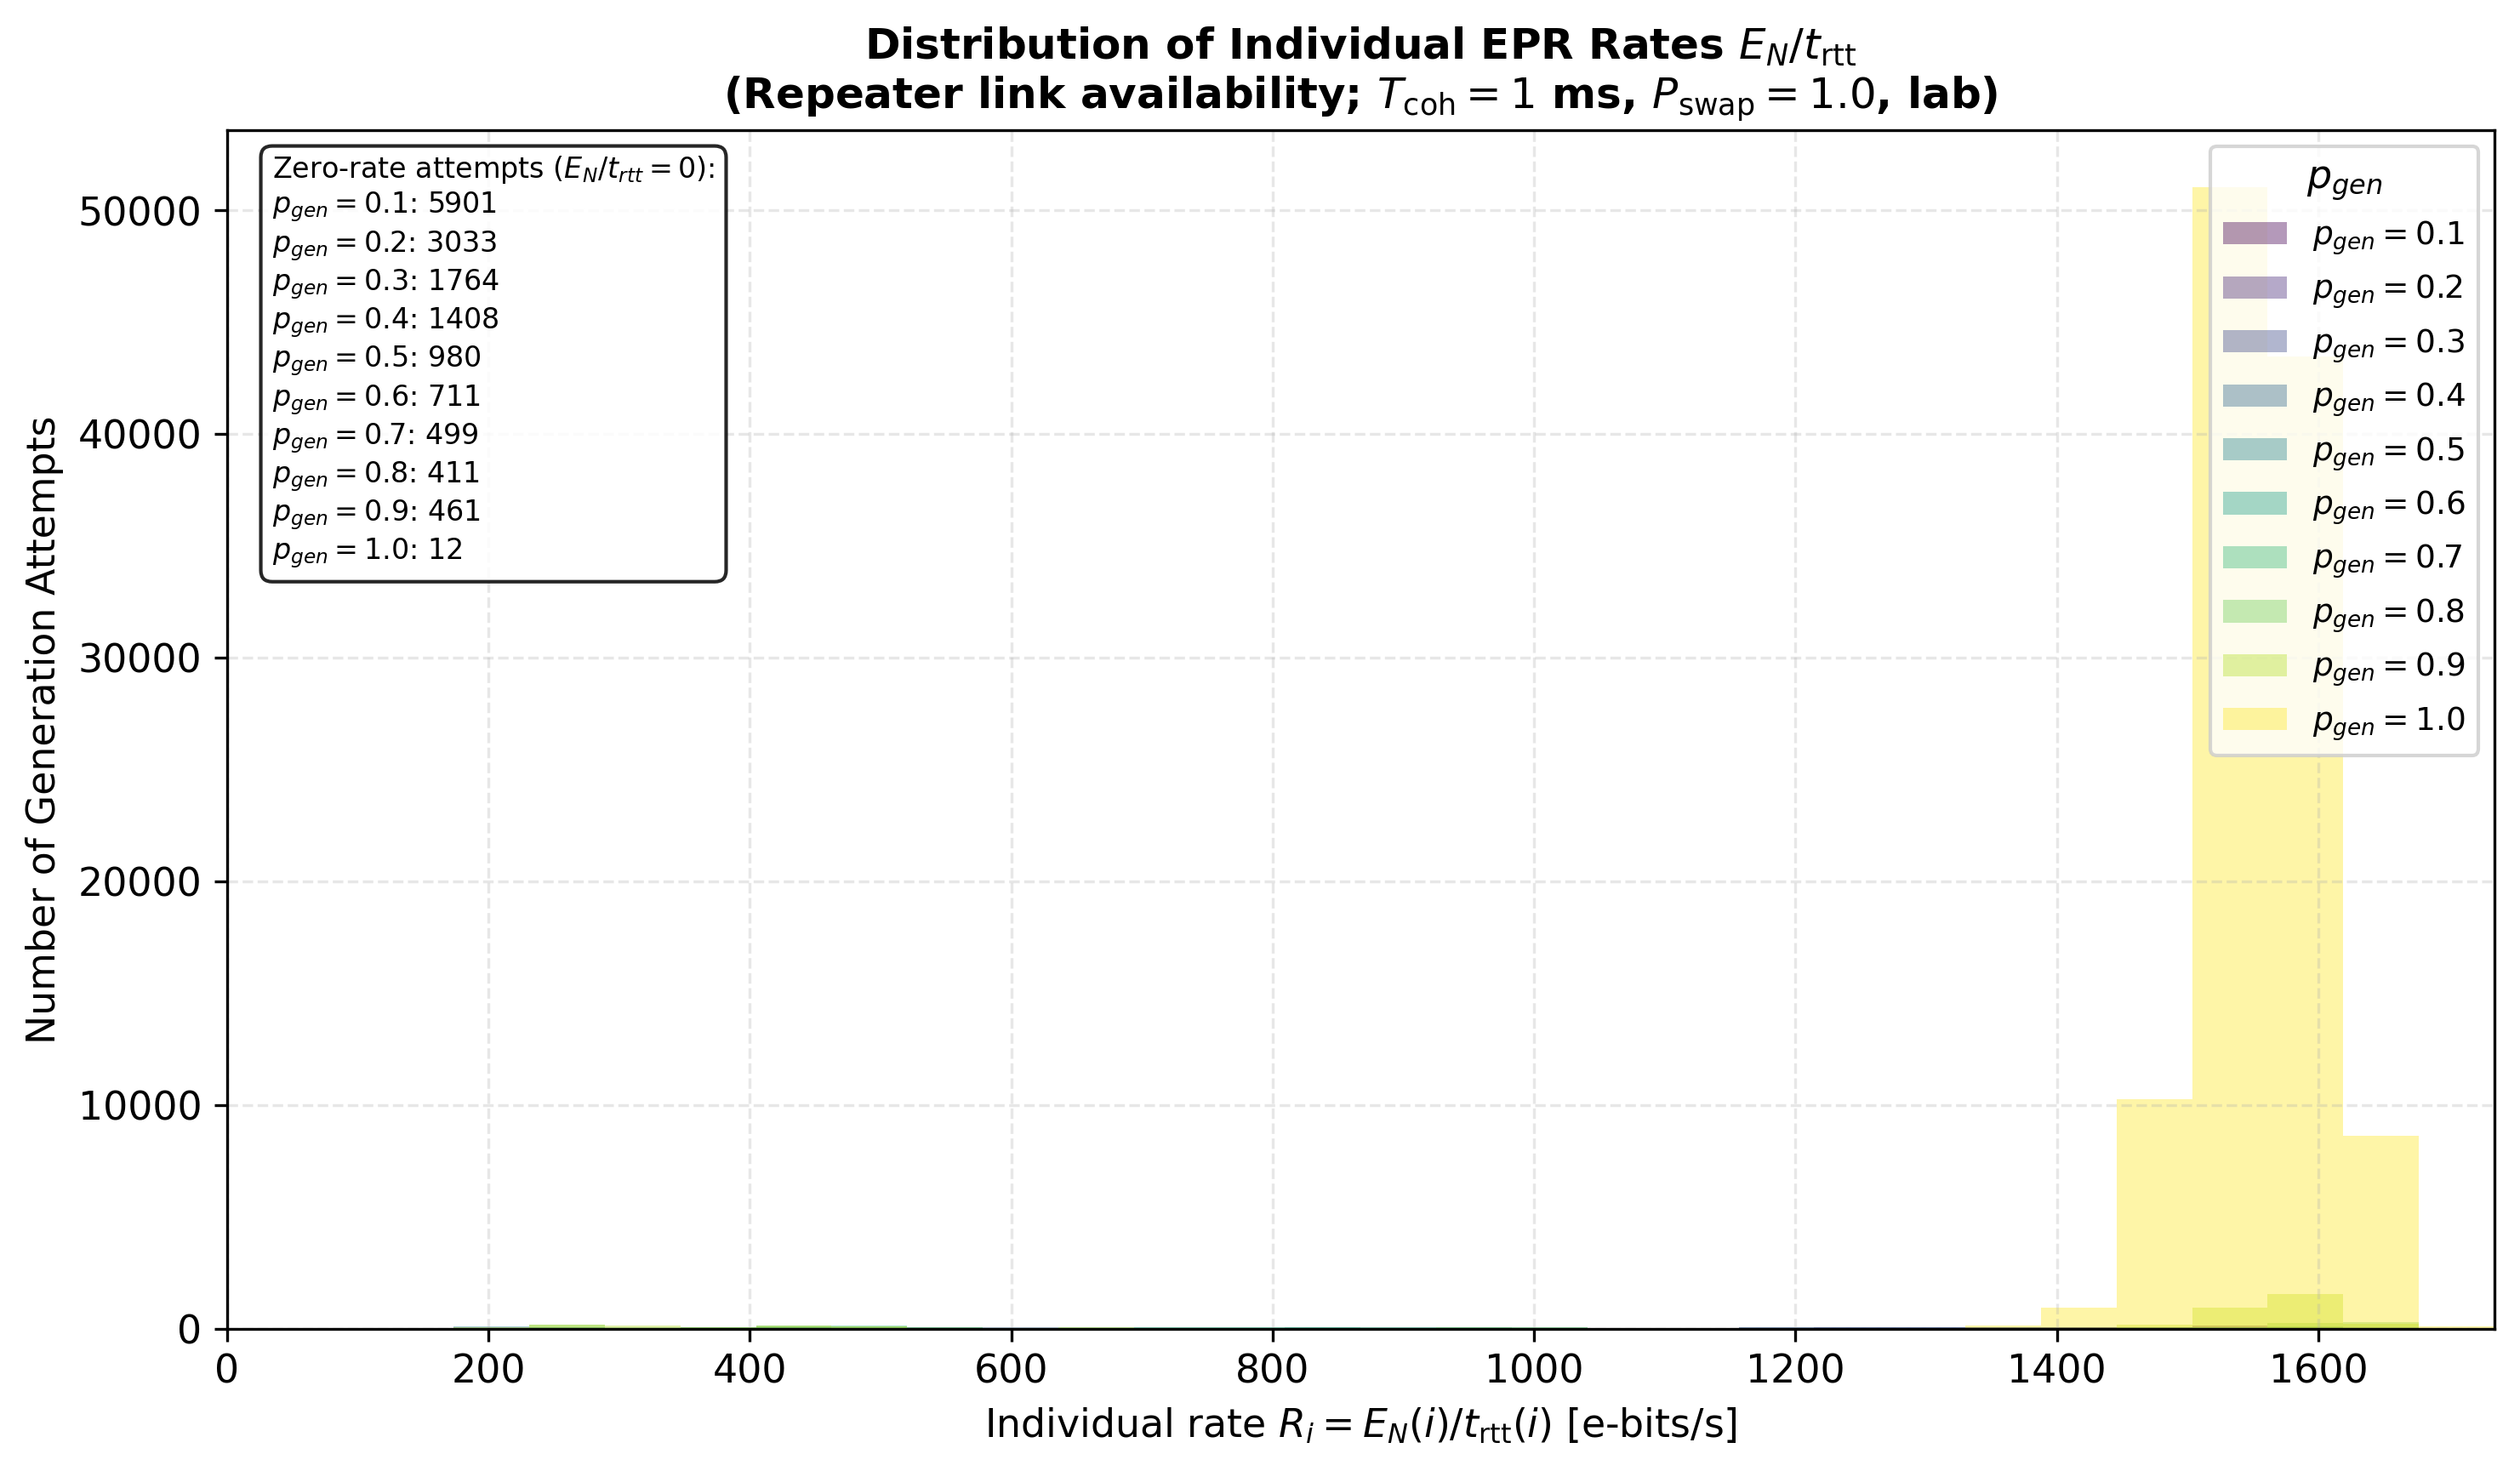 Distribution of Individual EPR Rates E_N/t_rtt
(Repeater link availability; T_coh = 1 ms, P_swap = 1.0, lab)
Number of Generation Attempts
50000
40000
30000
20000
10000
0
Zero-rate attempts (E_N/t_rtt = 0):
p_gen = 0.1: 5901
p_gen = 0.2: 3033
p_gen = 0.3: 1764
p_gen = 0.4: 1408
p_gen = 0.5: 980
p_gen = 0.6: 711
p_gen = 0.7: 499
p_gen = 0.8: 411
p_gen = 0.9: 461
p_gen = 1.0: 12
p_gen
p_gen = 0.1
p_gen = 0.2
p_gen = 0.3
p_gen = 0.4
p_gen = 0.5
p_gen = 0.6
p_gen = 0.7
p_gen = 0.8
p_gen = 0.9
p_gen = 1.0
0 200 400 600 800 1000 1200 1400 1600
Individual rate R_i = E_N(i)/t_rtt(i) [e-bits/s]